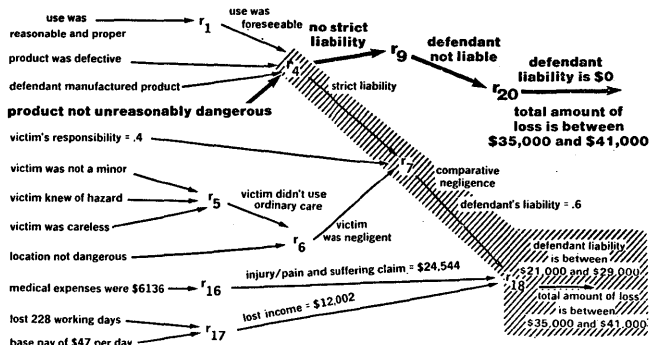 use was
reasonable and proper
r1
use was
foreseeable
no strict
liability
r9
defendant
not liable
defendant
liability is $0
product was defective
r4
defendant manufactured product
strict liability
r20
product not unreasonably dangerous
total amount of
loss is between
$35,000 and $41,000
victim's responsibility = .4
r7
victim was not a minor
comparative
negligence
victim knew of hazard
r5
victim didn't use
ordinary care
defendant's liability = .6
victim was careless
victim
was negligent
location not dangerous
r6
defendant liability
is between
$21,000 and $29,000
medical expenses were $6136
r16
injury/pain and suffering claim = $24,544
r18
total amount of loss
is between
$35,000 and $41,000
lost 228 working days
r17
lost income = $12,002
base pay of $47 per day